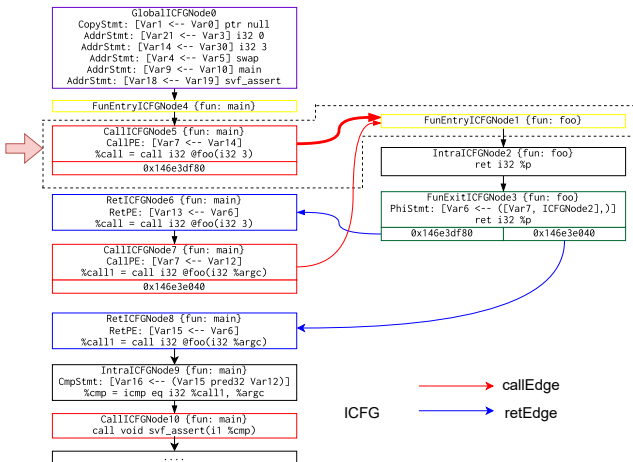 GlobalICFGNode0
CopyStmt: [Var1 <-- Var0] ptr null
AddrStmt: [Var21 <-- Var3] i32 0
AddrStmt: [Var14 <-- Var30] i32 3
AddrStmt: [Var4 <-- Var5] swap
AddrStmt: [Var9 <-- Var10] main
AddrStmt: [Var18 <-- Var19] svf_assert
FunEntryICFGNode4 {fun: main}
CallICFGNode5 {fun: main}
CallPE: [Var7 <-- Var14]
%call = call i32 @foo(i32 3)
0x146e3df80
RetICFGNode6 {fun: main}
RetPE: [Var13 <-- Var6]
%call = call i32 @foo(i32 3)
CallICFGNode7 {fun: main}
CallPE: [Var7 <-- Var12]
%call1 = call i32 @foo(i32 %argc)
0x146e3e040
RetICFGNode8 {fun: main}
RetPE: [Var15 <-- Var6]
%call1 = call i32 @foo(i32 %argc)
IntraICFGNode9 {fun: main}
CmpStmt: [Var16 <-- (Var15 pred32 Var12)]
%cmp = icmp eq i32 %call1, %argc
CallICFGNode10 {fun: main}
call void svf_assert(i1 %cmp)
....
FunEntryICFGNode1 {fun: foo}
IntraICFGNode2 {fun: foo}
ret i32 %p
FunExitICFGNode3 {fun: foo}
PhiStmt: [Var6 <-- ([Var7, ICFGNode2],)]
ret i32 %p
0x146e3df80 0x146e3e040
ICFG
callEdge
retEdge